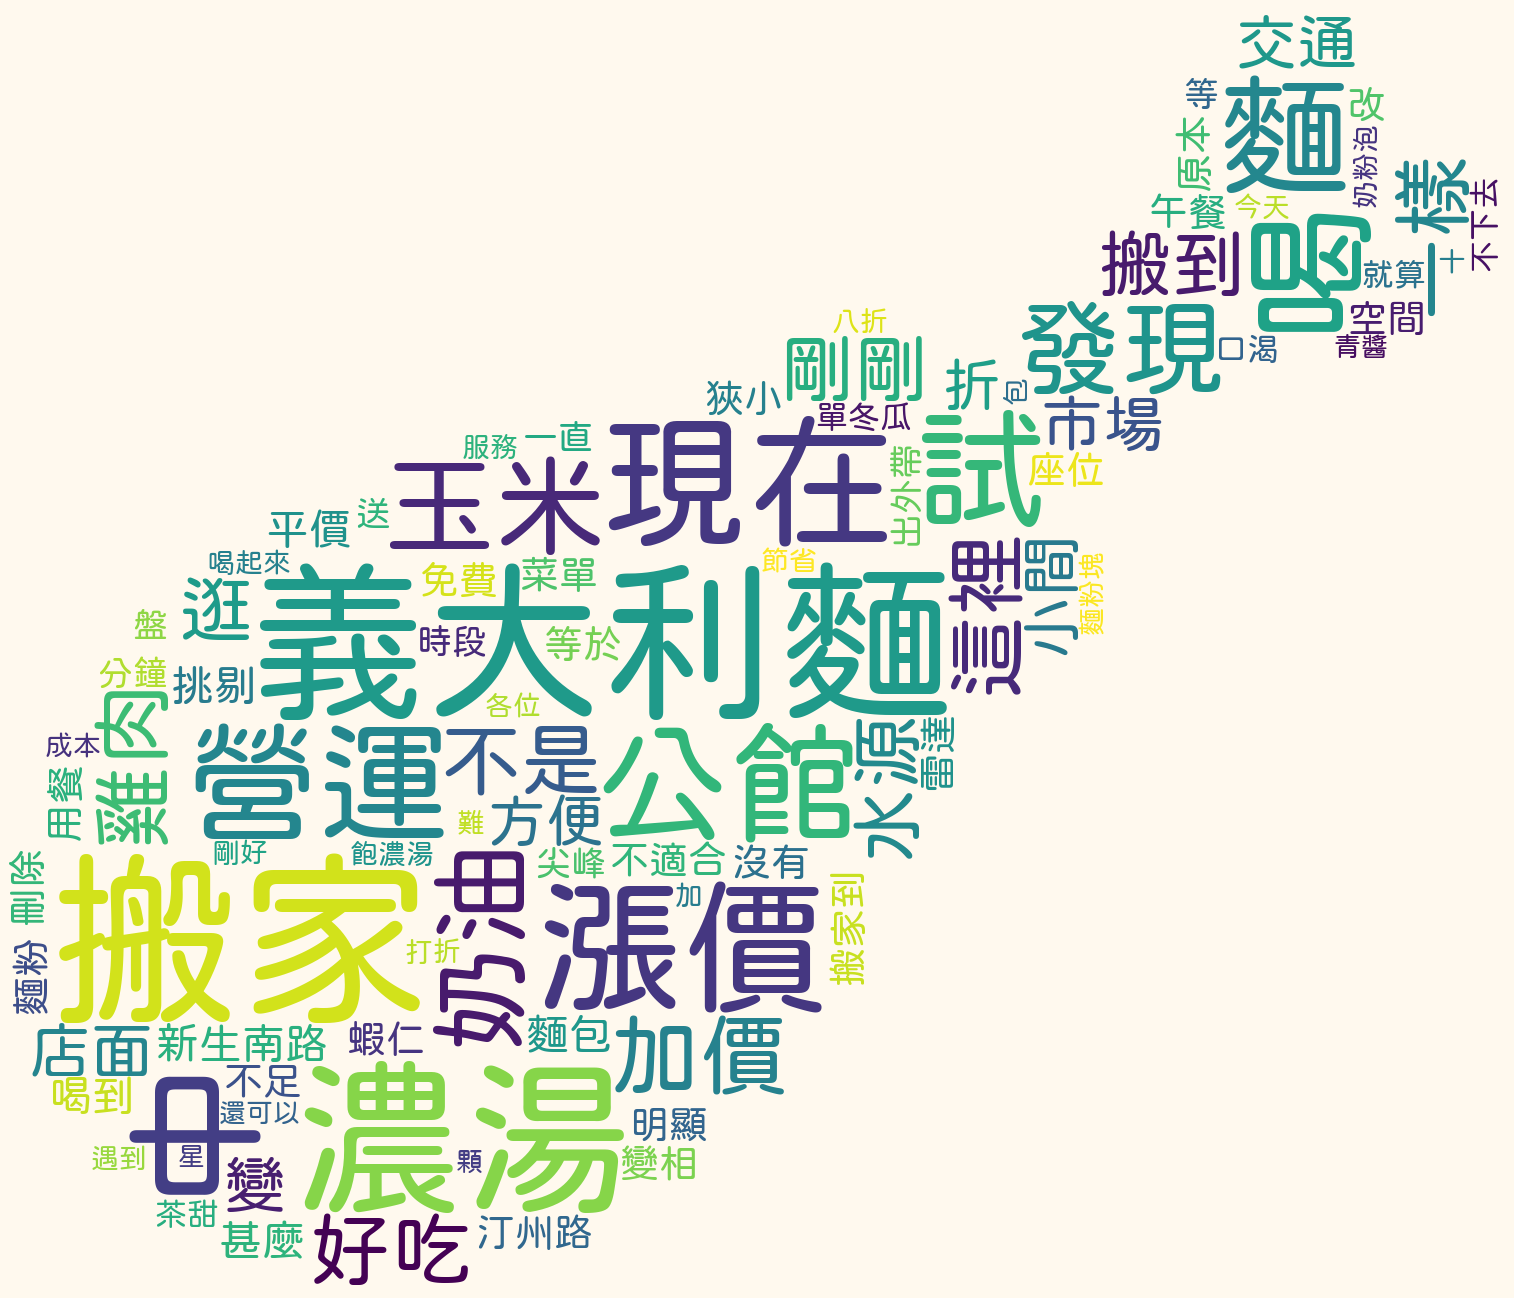 交通
等
麵
改
原本
奶粉泡
一樣
不下去
午餐
今天
喝
搬到
十
就算
空間
青醬
發現
口渴
八折
剛剛
折
包
市場
狹小
單冬瓜
現在
試
座位
出外帶
服務
一直
玉米
送
平價
喝起來
逛
義大利麵
免費
菜單
節省
時段
等於
各位
這裡
小間
麵粉塊
盤
分鐘
挑剔
雞肉
成本
用餐
營運
不是
方便
難
公館
水源
雷達
剛好
飽濃湯
尖峰
不適合
沒有
刪除
麵粉
搬家
打折
奶油
漲價
加
搬家到
店面
新生南路
蝦仁
麵包
加價
喝到
不足
還可以
濃湯
明顯
變相
遇到
星
變
顆
茶甜
甚麼
好吃
汀州路